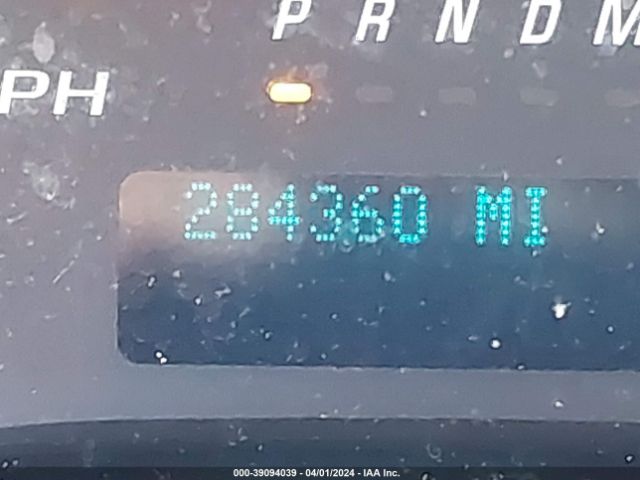 P R N D M
PH
284360 MI
000-39094039 - 04/01/2024 - IAA Inc.